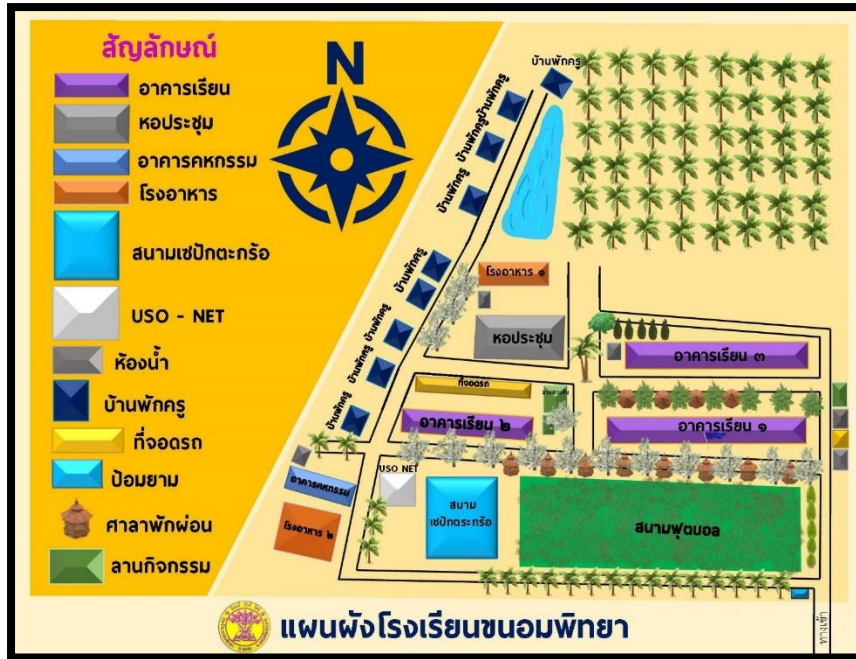 สัญลักษณ์
อาคารเรียน
หอประชุม
อาคารคหกรรม
โรงอาหาร
สนามเซปักตะกร้อ
USO - NET
ห้องน้ำ
บ้านพักครู
ที่จอดรถ
ป้อมยาม
ศาลาพักผ่อน
ลานกิจกรรม
N
บ้านพักครู
บ้านพักครู
บ้านพักครู
บ้านพักครู
บ้านพักครู
บ้านพักครู
บ้านพักครู
บ้านพักครู
โรงอาหาร ๑
หอประชุม
อาคารเรียน ๓
ที่จอดรถ
อาคารเรียน ๒
อาคารเรียน ๑
USO NET
อาคารคหกรรม
โรงอาหาร ๒
สนาม
เซปักตระกร้อ
สนามฟุตบอล
ทางเข้า
แผนผังโรงเรียนขนอมพิทยา